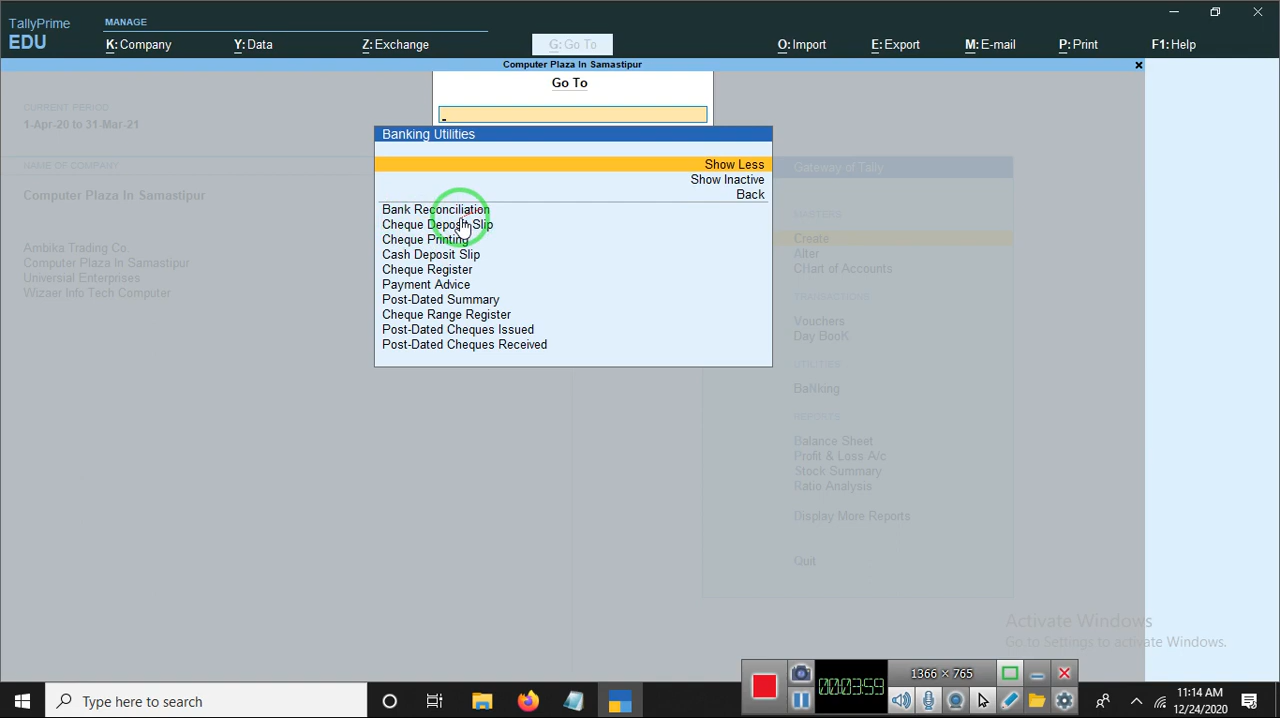 TallyPrime
EDU
MANAGE
K: Company
Y: Data
Z: Exchange
G: Go To
O: Import
E: Export
M: E-mail
P: Print
F1: Help
Computer Plaza In Samastipur
Go To
CURRENT PERIOD
1-Apr-20 to 31-Mar-21
NAME OF COMPANY
Computer Plaza In Samastipur
Ambika Trading Co.
Computer Plaza In Samastipur
Universial Enterprises
Wizaer Info Tech Computer
Banking Utilities
Show Less
Show Inactive
Back
Bank Reconciliation
Cheque Deposit Slip
Cheque Printing
Cash Deposit Slip
Cheque Register
Payment Advice
Post-Dated Summary
Cheque Range Register
Post-Dated Cheques Issued
Post-Dated Cheques Received
Gateway of Tally
MASTERS
Create
Alter
CHart of Accounts
TRANSACTIONS
Vouchers
Day BooK
UTILITIES
BaNking
REPORTS
Balance Sheet
Profit & Loss A/c
Stock Summary
Ratio Analysis
Display More Reports
Quit
Activate Windows
Go to Settings to activate Windows.
000:03:59
1366 × 765
Type here to search
11:14 AM
12/24/2020